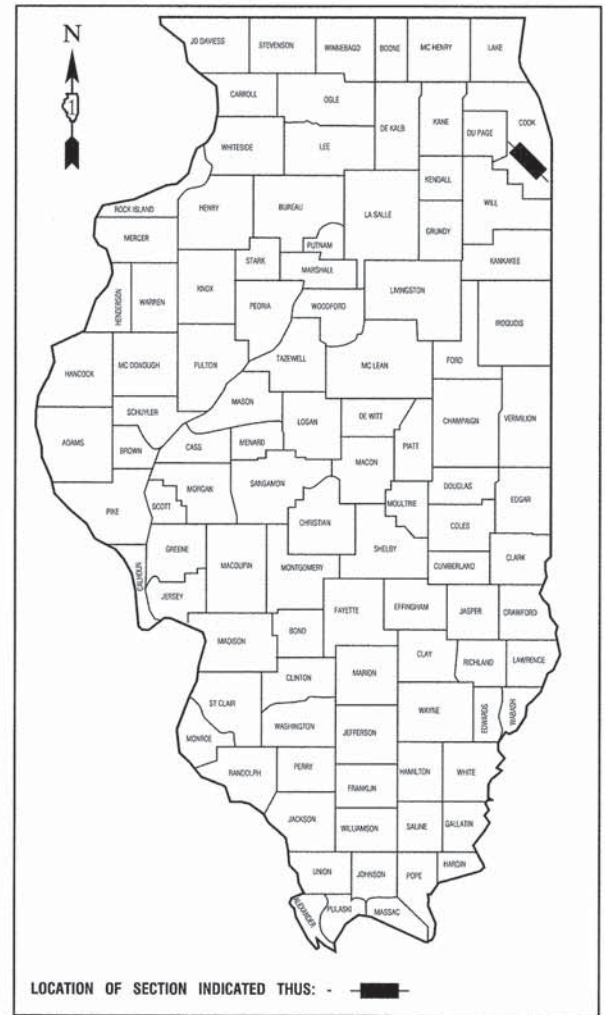 N
JO DAVIESS STEVENSON WINNEBAGO BOONE MC HENRY LAKE
CARROLL OGLE DE KALB KANE DU PAGE COOK
WHITESIDE LEE KENDALL WILL
ROCK ISLAND HENRY BUREAU LA SALLE GRUNDY
MERCER PUTNAM KANKAKEE
STARK MARSHALL
HENDERSON WARREN KNOX PEORIA WOODFORD LIVINGSTON IROQUOIS
HANCOCK MC DONOUGH FULTON TAZEWELL MC LEAN FORD
SCHUYLER MASON LOGAN DE WITT CHAMPAIGN VERMILION
ADAMS BROWN CASS MENARD MACON PIATT
PIKE SCOTT MORGAN SANGAMON MOULTRIE DOUGLAS EDGAR
CHRISTIAN COLES
GREENE MACOUPIN MONTGOMERY SHELBY CUMBERLAND CLARK
CALHOUN JERSEY FAYETTE EFFINGHAM JASPER CRAWFORD
MADISON BOND CLAY RICHLAND LAWRENCE
CLINTON MARION
ST CLAIR WAYNE EDWARDS WABASH
MONROE WASHINGTON JEFFERSON
RANDOLPH PERRY HAMILTON WHITE
FRANKLIN
JACKSON WILLIAMSON SALINE GALLATIN
UNION JOHNSON POPE HARDIN
ALEXANDER PULASKI MASSAC
LOCATION OF SECTION INDICATED THUS: -